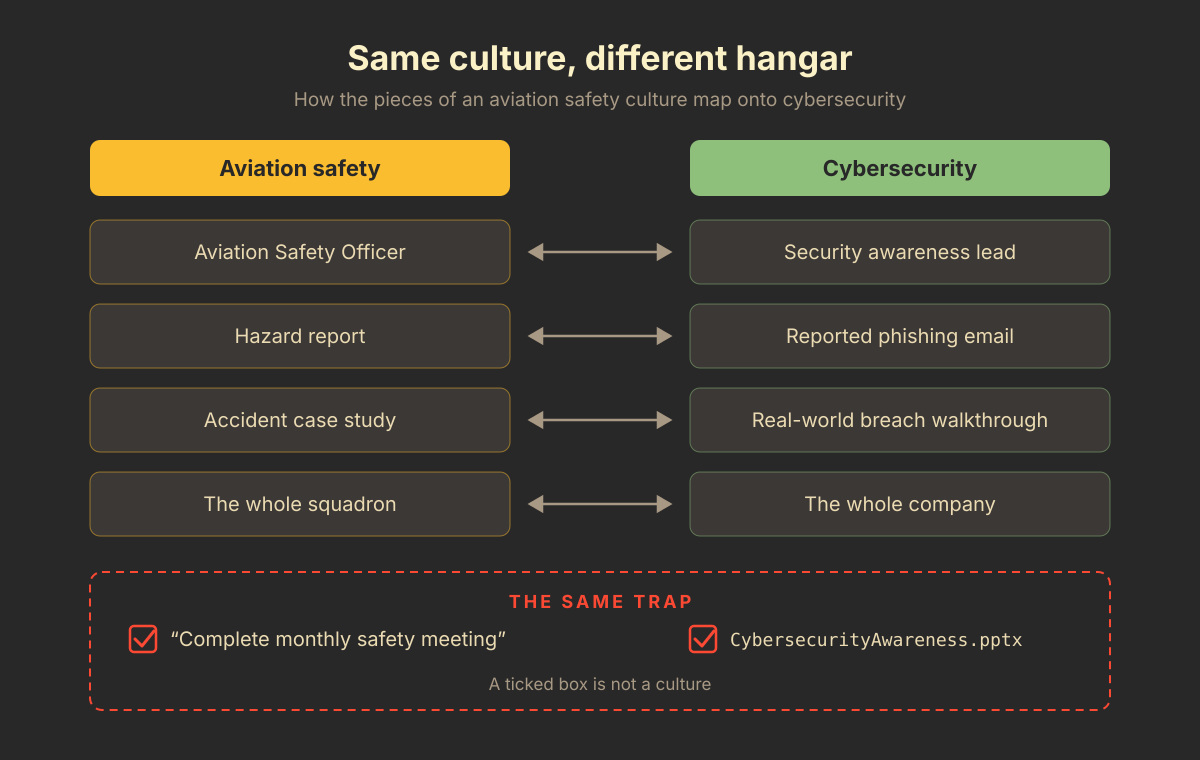 Same culture, different hangar
How the pieces of an aviation safety culture map onto cybersecurity
Aviation safety
Cybersecurity
Aviation Safety Officer
Security awareness lead
Hazard report
Reported phishing email
Accident case study
Real-world breach walkthrough
The whole squadron
The whole company
THE SAME TRAP
“Complete monthly safety meeting”
CybersecurityAwareness.pptx
A ticked box is not a culture